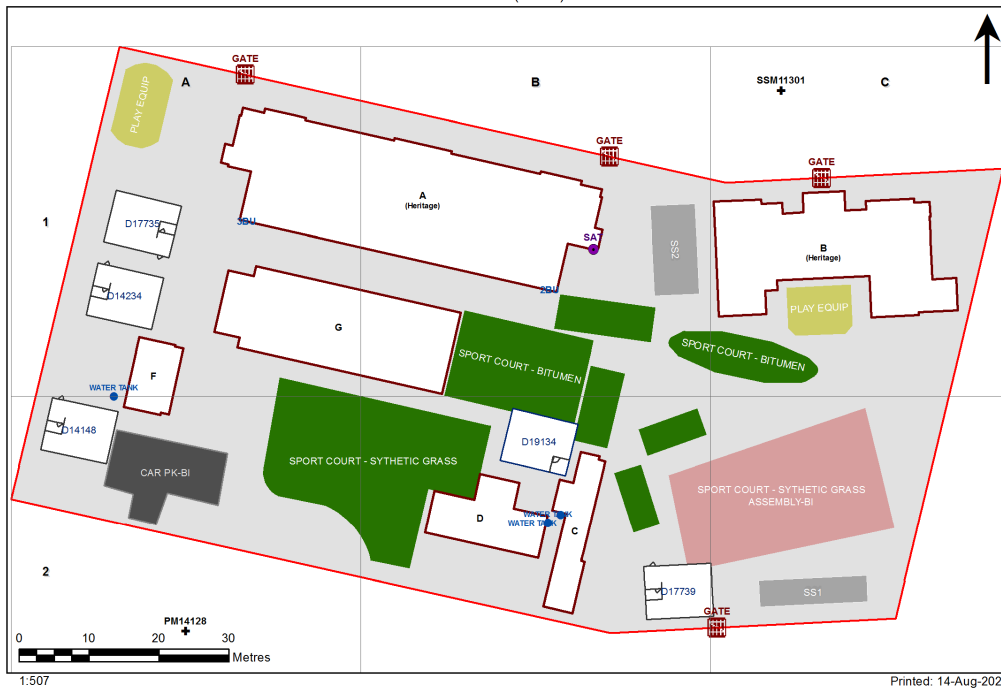 GATE
A
B
C
SSM11301
PLAY EQUIP
GATE
GATE
A
(Heritage)
1
D17735
3BU
SAT
SS2
B
(Heritage)
D14234
2BU
PLAY EQUIP
G
SPORT COURT - BITUMEN
SPORT COURT - BITUMEN
F
WATER TANK
D14148
D19134
CAR PK-BI
SPORT COURT - SYTHETIC GRASS
SPORT COURT - SYTHETIC GRASS
ASSEMBLY-BI
D
WATER TANK
WATER TANK
C
2
D17739
SS1
PM14128
GATE
0 10 20 30
Metres
1:507
Printed: 14-Aug-202